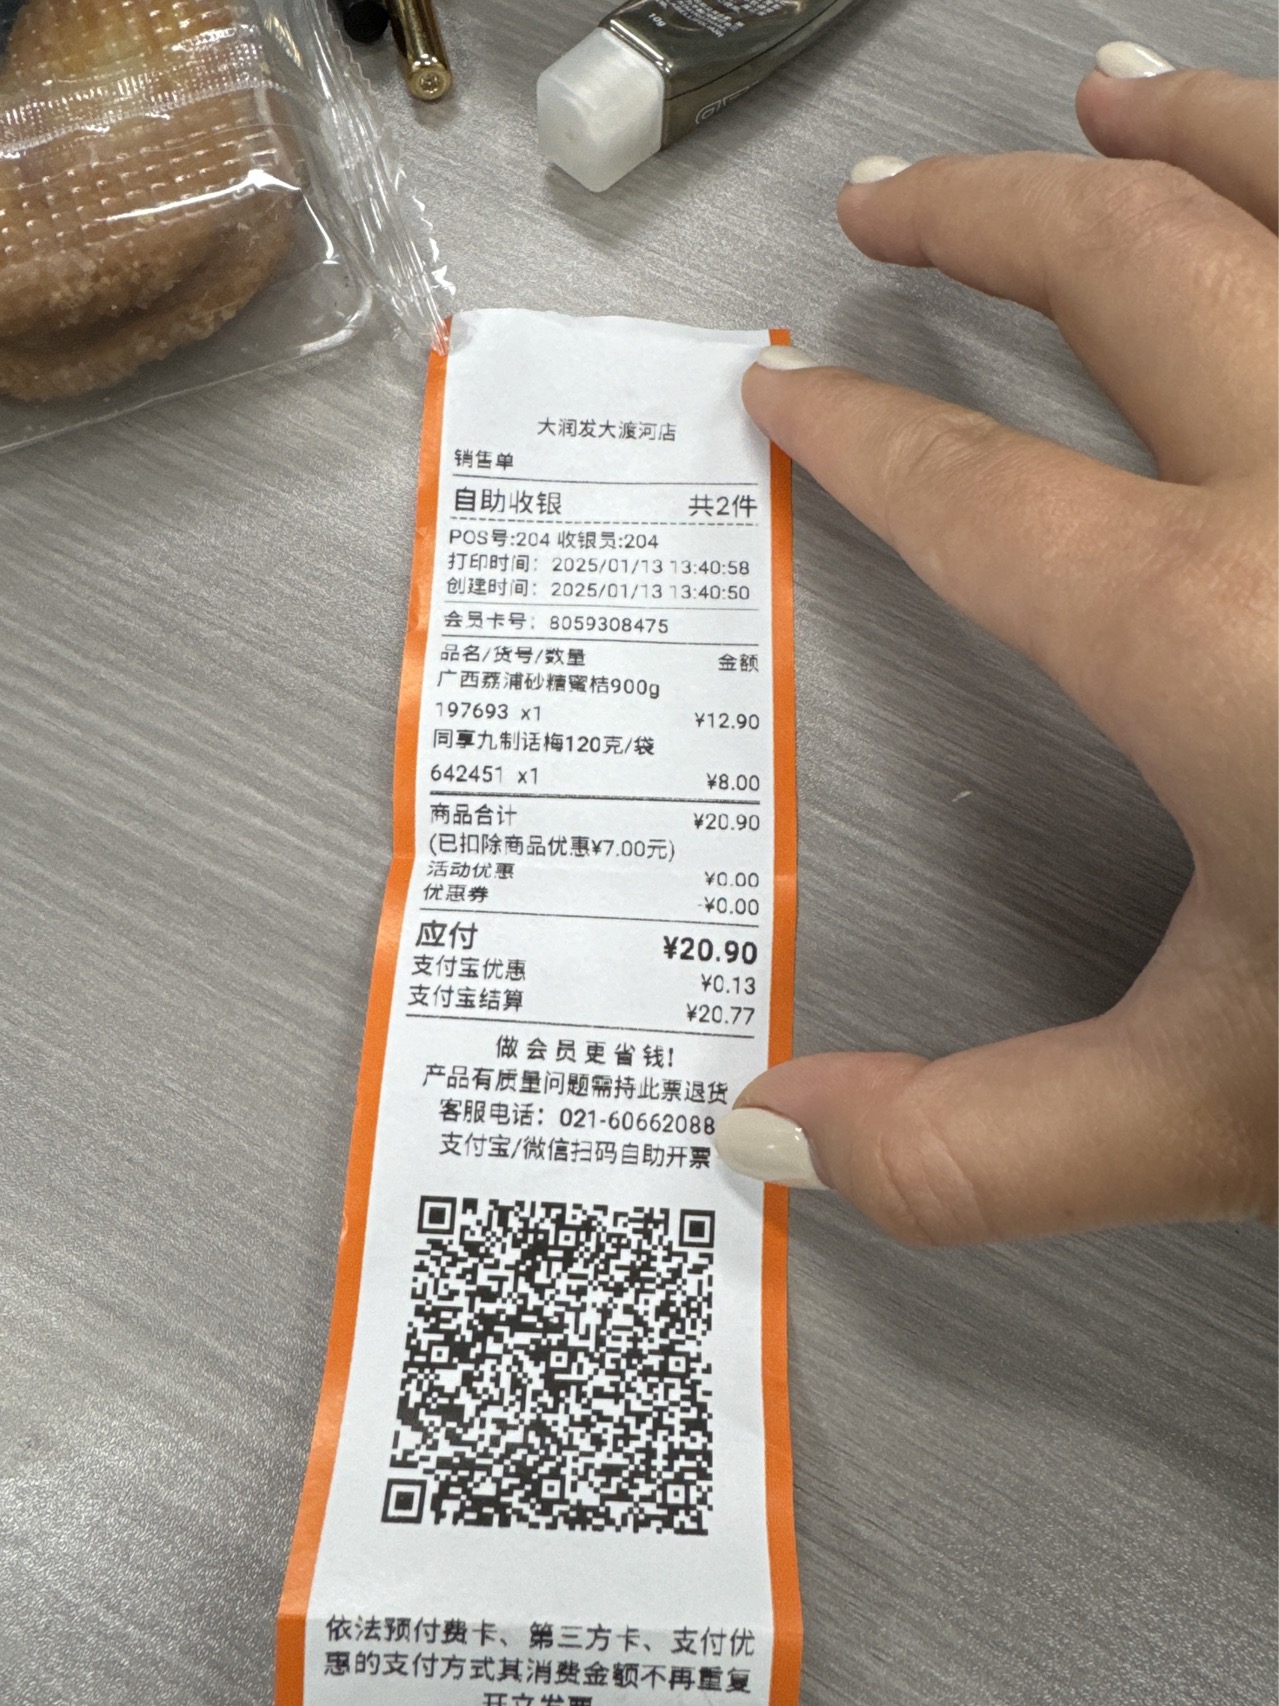 10g
大润发大渡河店
销售单
自助收银 共2件
POS号:204 收银员:204
打印时间： 2025/01/13 13:40:58
创建时间： 2025/01/13 13:40:50
会员卡号：8059308475
品名/货号/数量 金额
广西荔浦砂糖蜜桔900g
197693 x1 ¥12.90
同享九制话梅120克/袋
642451 x1 ¥8.00
商品合计 ¥20.90
(已扣除商品优惠¥7.00元)
活动优惠 ¥0.00
优惠券 -¥0.00
应付 ¥20.90
支付宝优惠 ¥0.13
支付宝结算 ¥20.77
做会员更省钱!
产品有质量问题需持此票退货
客服电话：021-60662088
支付宝/微信扫码自助开票
依法预付费卡、第三方卡、支付优
惠的支付方式其消费金额不再重复
开立发票